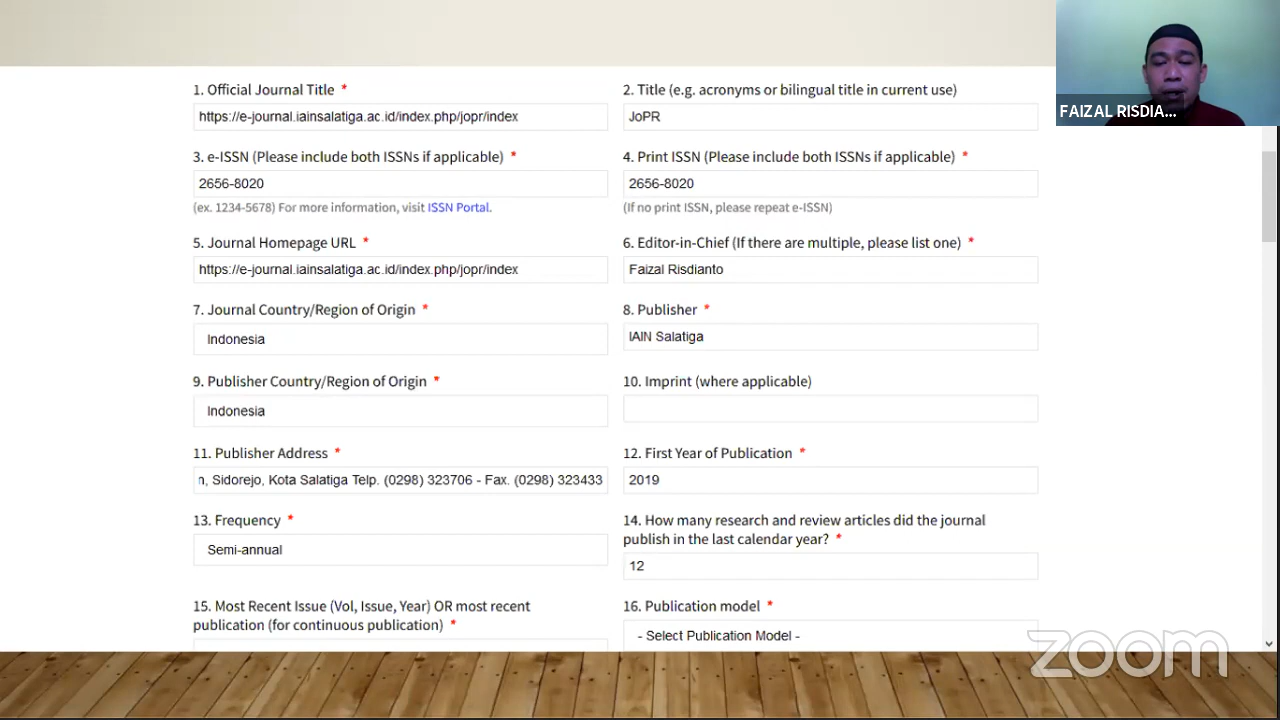 FAIZAL RISDIA...
1. Official Journal Title *
https://e-journal.iainsalatiga.ac.id/index.php/jopr/index
2. Title (e.g. acronyms or bilingual title in current use)
JoPR
3. e-ISSN (Please include both ISSNs if applicable) *
2656-8020
(ex. 1234-5678) For more information, visit ISSN Portal.
4. Print ISSN (Please include both ISSNs if applicable) *
2656-8020
(If no print ISSN, please repeat e-ISSN)
5. Journal Homepage URL *
https://e-journal.iainsalatiga.ac.id/index.php/jopr/index
6. Editor-in-Chief (If there are multiple, please list one) *
Faizal Risdianto
7. Journal Country/Region of Origin *
Indonesia
8. Publisher *
IAIN Salatiga
9. Publisher Country/Region of Origin *
Indonesia
10. Imprint (where applicable)
11. Publisher Address *
n, Sidorejo, Kota Salatiga Telp. (0298) 323706 - Fax. (0298) 323433
12. First Year of Publication *
2019
13. Frequency *
Semi-annual
14. How many research and review articles did the journal
publish in the last calendar year? *
12
15. Most Recent Issue (Vol, Issue, Year) OR most recent
publication (for continuous publication) *
16. Publication model *
- Select Publication Model -
zoom